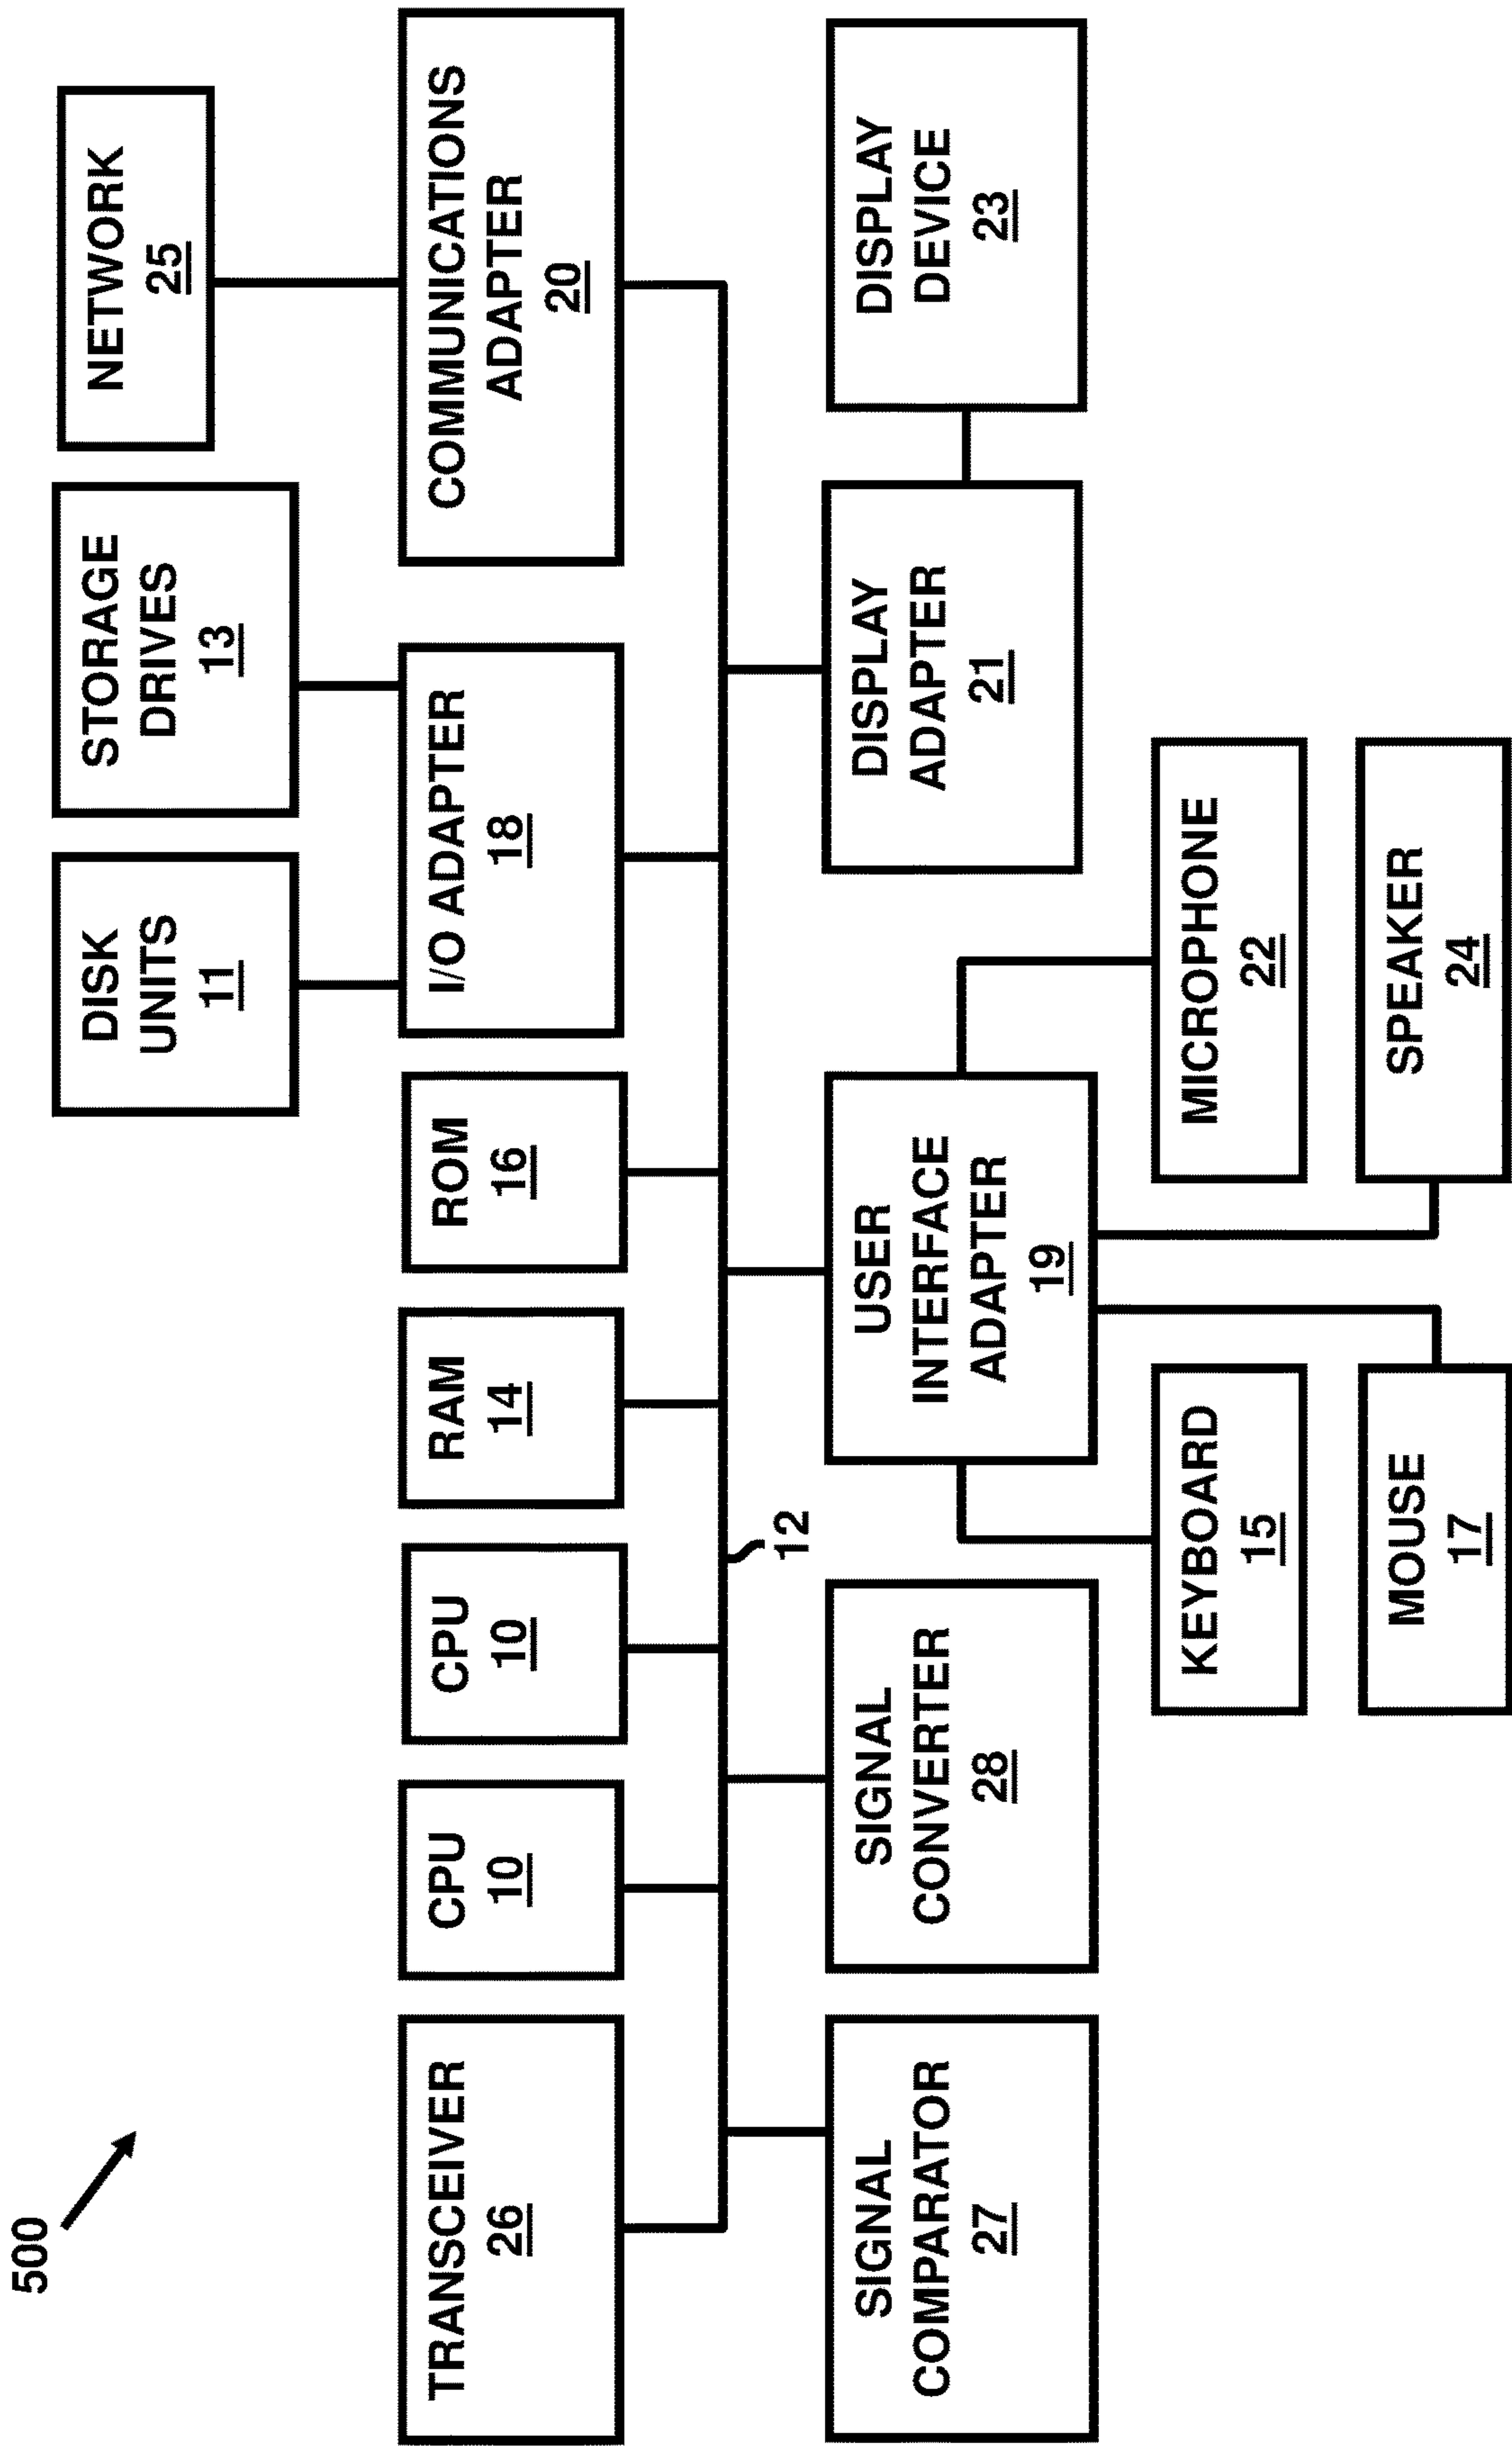 500
DISK
UNITS
11
STORAGE
DRIVES
13
NETWORK
25
TRANSCEIVER
26
CPU
10
CPU
10
RAM
14
ROM
16
I/O ADAPTER
18
COMMUNICATIONS
ADAPTER
20
12
SIGNAL
COMPARATOR
27
SIGNAL
CONVERTER
28
USER
INTERFACE
ADAPTER
19
DISPLAY
ADAPTER
21
DISPLAY
DEVICE
23
KEYBOARD
15
MICROPHONE
22
MOUSE
17
SPEAKER
24